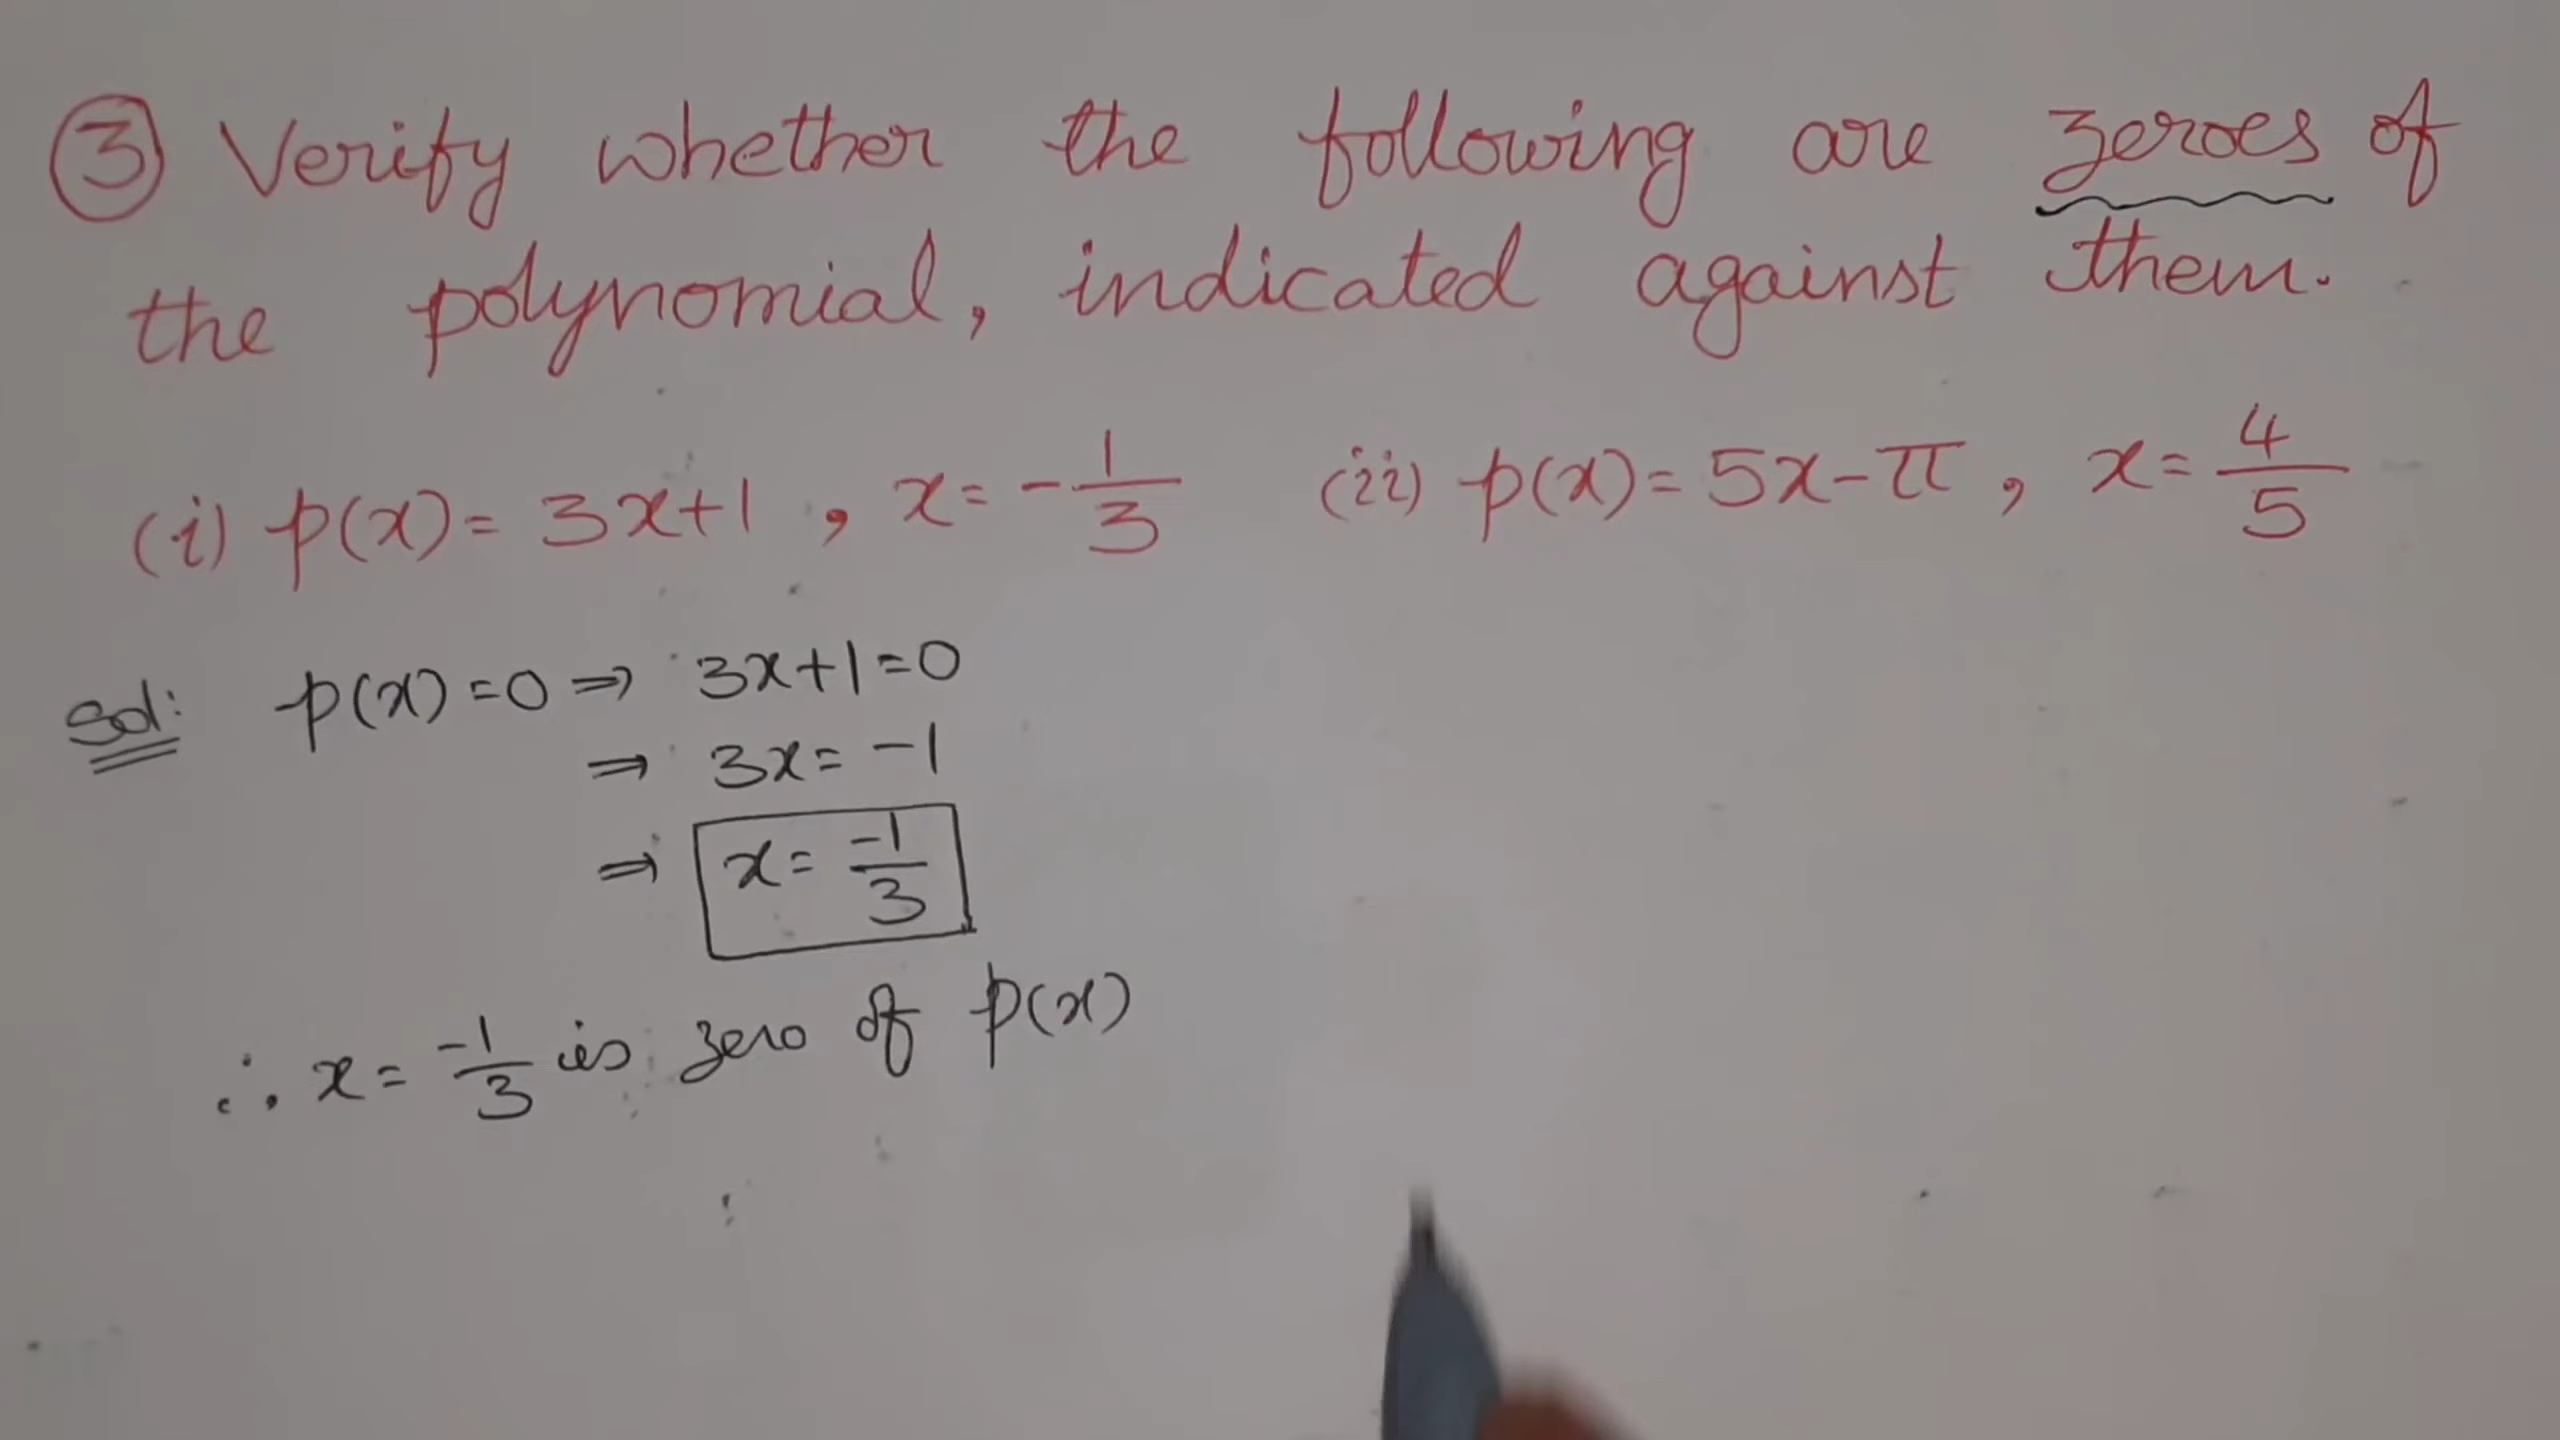 ③ Verify whether the following are zeroes of
the polynomial, indicated against them.
(i) p(x) = 3x+1 , x = -1/3 (ii) p(x) = 5x-π , x = 4/5
Sol: p(x) = 0 ⇒ 3x+1=0
⇒ 3x = -1
⇒ x = -1/3
∴ x = -1/3 is zero of p(x)